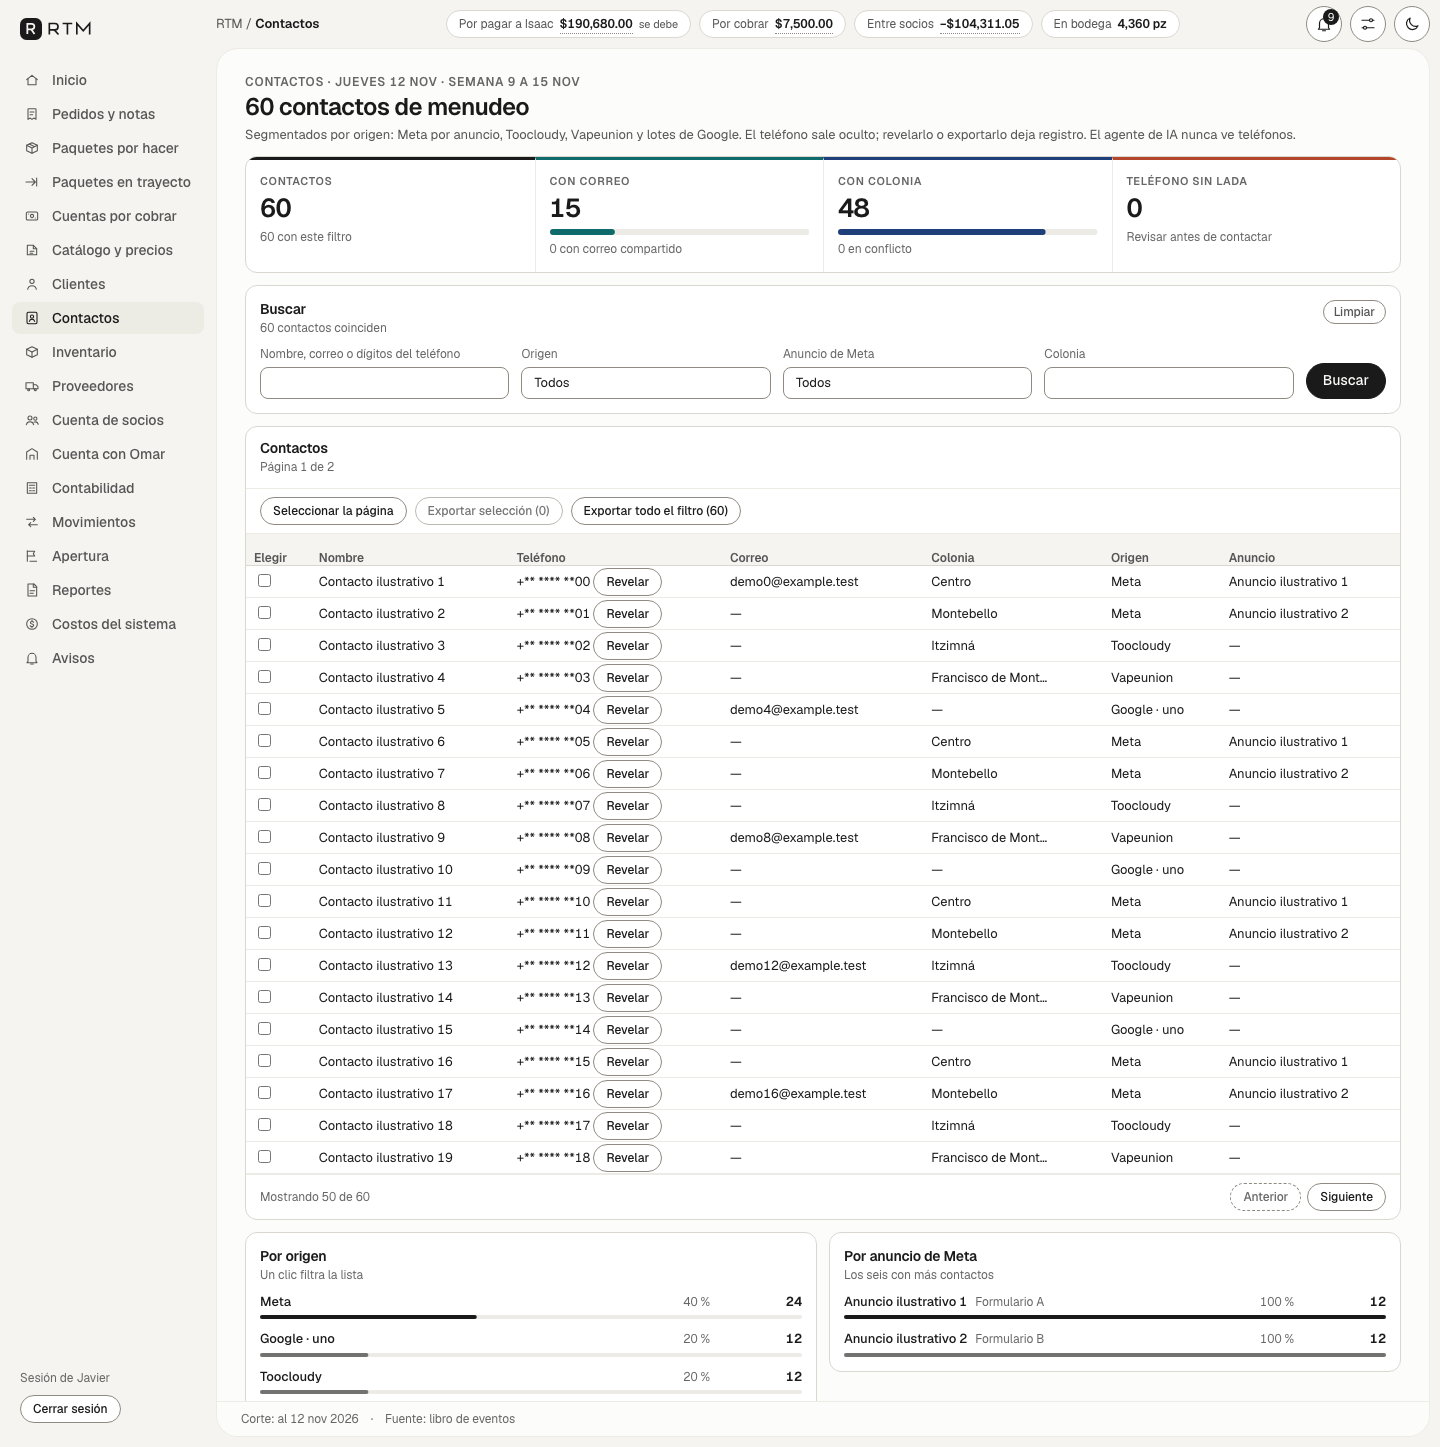 R RTM
RTM / Contactos
Por pagar a Isaac $190,680.00 se debe
Por cobrar $7,500.00
Entre socios −$104,311.05
En bodega 4,360 pz
9
Inicio
Pedidos y notas
Paquetes por hacer
Paquetes en trayecto
Cuentas por cobrar
Catálogo y precios
Clientes
Contactos
Inventario
Proveedores
Cuenta de socios
Cuenta con Omar
Contabilidad
Movimientos
Apertura
Reportes
Costos del sistema
Avisos
Sesión de Javier
Cerrar sesión
CONTACTOS · JUEVES 12 NOV · SEMANA 9 A 15 NOV
60 contactos de menudeo
Segmentados por origen: Meta por anuncio, Toocloudy, Vapeunion y lotes de Google. El teléfono sale oculto; revelarlo o exportarlo deja registro. El agente de IA nunca ve teléfonos.
CONTACTOS
60
60 con este filtro
CON CORREO
15
0 con correo compartido
CON COLONIA
48
0 en conflicto
TELÉFONO SIN LADA
0
Revisar antes de contactar
Buscar
60 contactos coinciden
Limpiar
Nombre, correo o dígitos del teléfono
Origen
Todos
Anuncio de Meta
Todos
Colonia
Buscar
Contactos
Página 1 de 2
Seleccionar la página
Exportar selección (0)
Exportar todo el filtro (60)
Elegir Nombre Teléfono Correo Colonia Origen Anuncio
Contacto ilustrativo 1 +** **** **00 Revelar demo0@example.test Centro Meta Anuncio ilustrativo 1
Contacto ilustrativo 2 +** **** **01 Revelar — Montebello Meta Anuncio ilustrativo 2
Contacto ilustrativo 3 +** **** **02 Revelar — Itzimná Toocloudy —
Contacto ilustrativo 4 +** **** **03 Revelar — Francisco de Mont… Vapeunion —
Contacto ilustrativo 5 +** **** **04 Revelar demo4@example.test — Google · uno —
Contacto ilustrativo 6 +** **** **05 Revelar — Centro Meta Anuncio ilustrativo 1
Contacto ilustrativo 7 +** **** **06 Revelar — Montebello Meta Anuncio ilustrativo 2
Contacto ilustrativo 8 +** **** **07 Revelar — Itzimná Toocloudy —
Contacto ilustrativo 9 +** **** **08 Revelar demo8@example.test Francisco de Mont… Vapeunion —
Contacto ilustrativo 10 +** **** **09 Revelar — — Google · uno —
Contacto ilustrativo 11 +** **** **10 Revelar — Centro Meta Anuncio ilustrativo 1
Contacto ilustrativo 12 +** **** **11 Revelar — Montebello Meta Anuncio ilustrativo 2
Contacto ilustrativo 13 +** **** **12 Revelar demo12@example.test Itzimná Toocloudy —
Contacto ilustrativo 14 +** **** **13 Revelar — Francisco de Mont… Vapeunion —
Contacto ilustrativo 15 +** **** **14 Revelar — — Google · uno —
Contacto ilustrativo 16 +** **** **15 Revelar — Centro Meta Anuncio ilustrativo 1
Contacto ilustrativo 17 +** **** **16 Revelar demo16@example.test Montebello Meta Anuncio ilustrativo 2
Contacto ilustrativo 18 +** **** **17 Revelar — Itzimná Toocloudy —
Contacto ilustrativo 19 +** **** **18 Revelar — Francisco de Mont… Vapeunion —
Mostrando 50 de 60
Anterior
Siguiente
Por origen
Un clic filtra la lista
Meta 40 % 24
Google · uno 20 % 12
Toocloudy 20 % 12
Por anuncio de Meta
Los seis con más contactos
Anuncio ilustrativo 1 Formulario A 100 % 12
Anuncio ilustrativo 2 Formulario B 100 % 12
Corte: al 12 nov 2026 · Fuente: libro de eventos